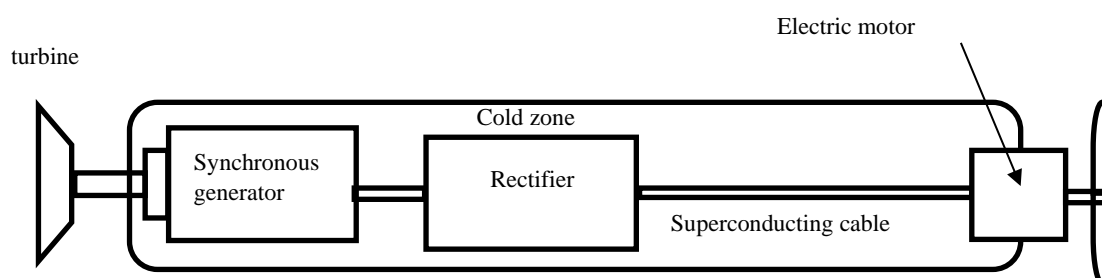 Electric motor
turbine
Cold zone
Synchronous
generator
Rectifier
Superconducting cable